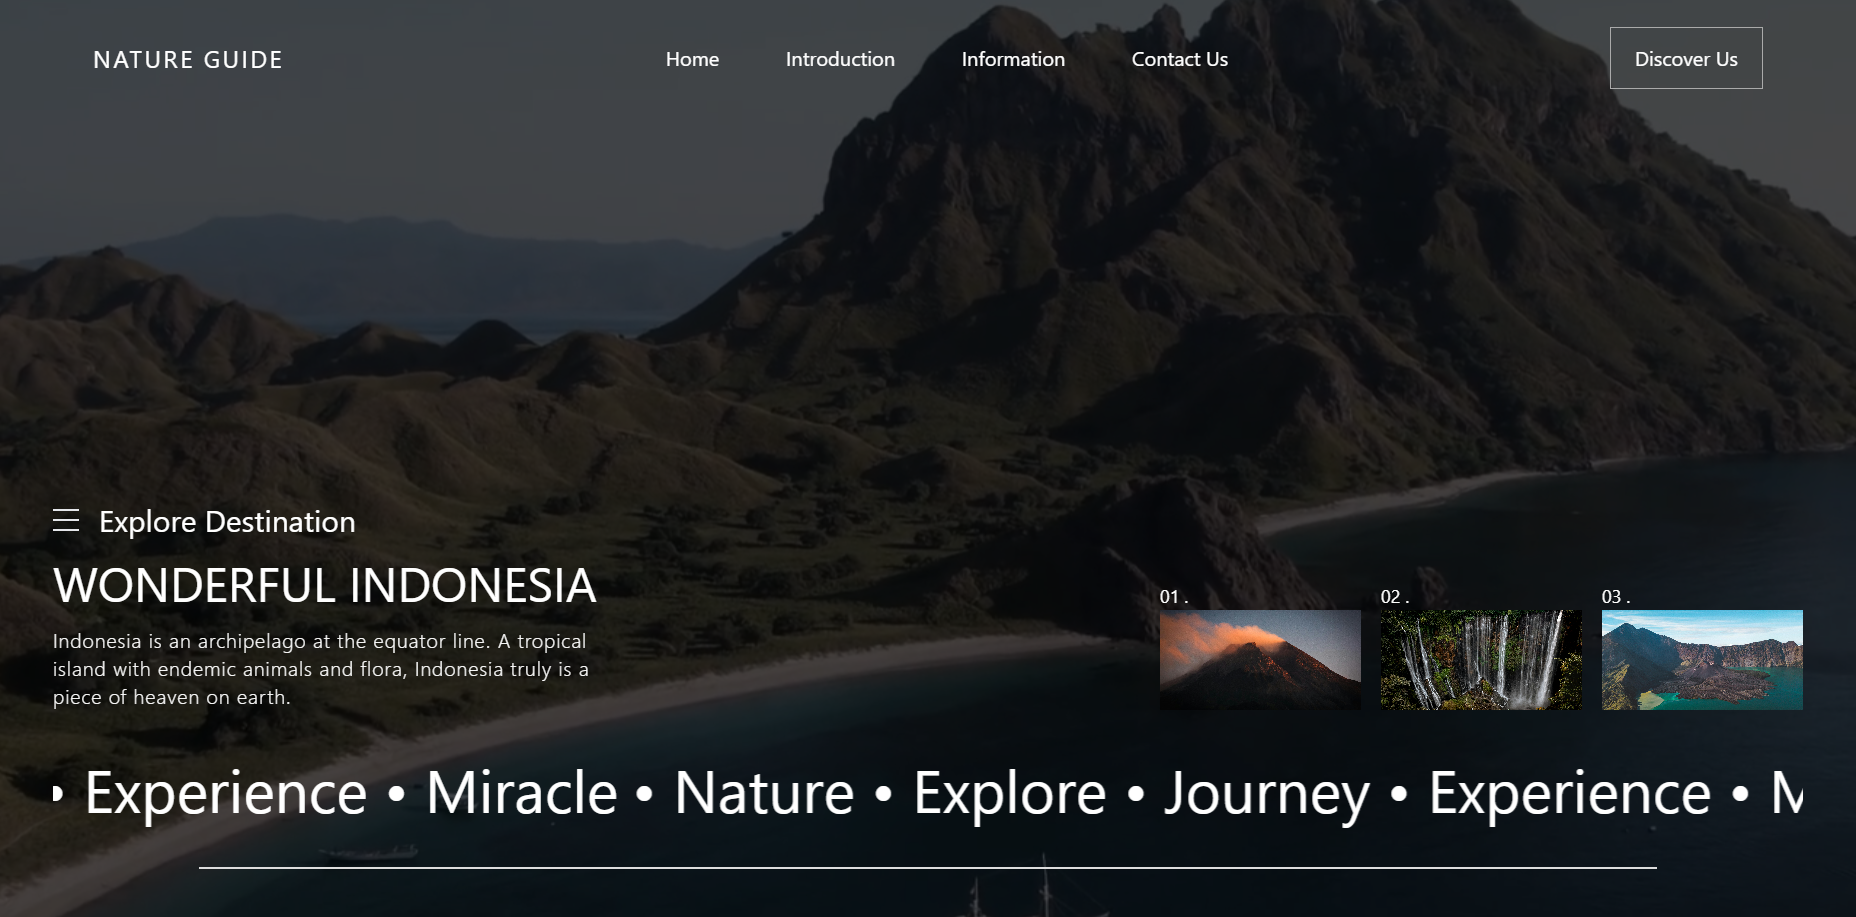 NATURE GUIDE
Home
Introduction
Information
Contact Us
Discover Us
Explore Destination
WONDERFUL INDONESIA
Indonesia is an archipelago at the equator line. A tropical
island with endemic animals and flora, Indonesia truly is a
piece of heaven on earth.
01 .
02 .
03 .
• Experience • Miracle • Nature • Explore • Journey • Experience • M